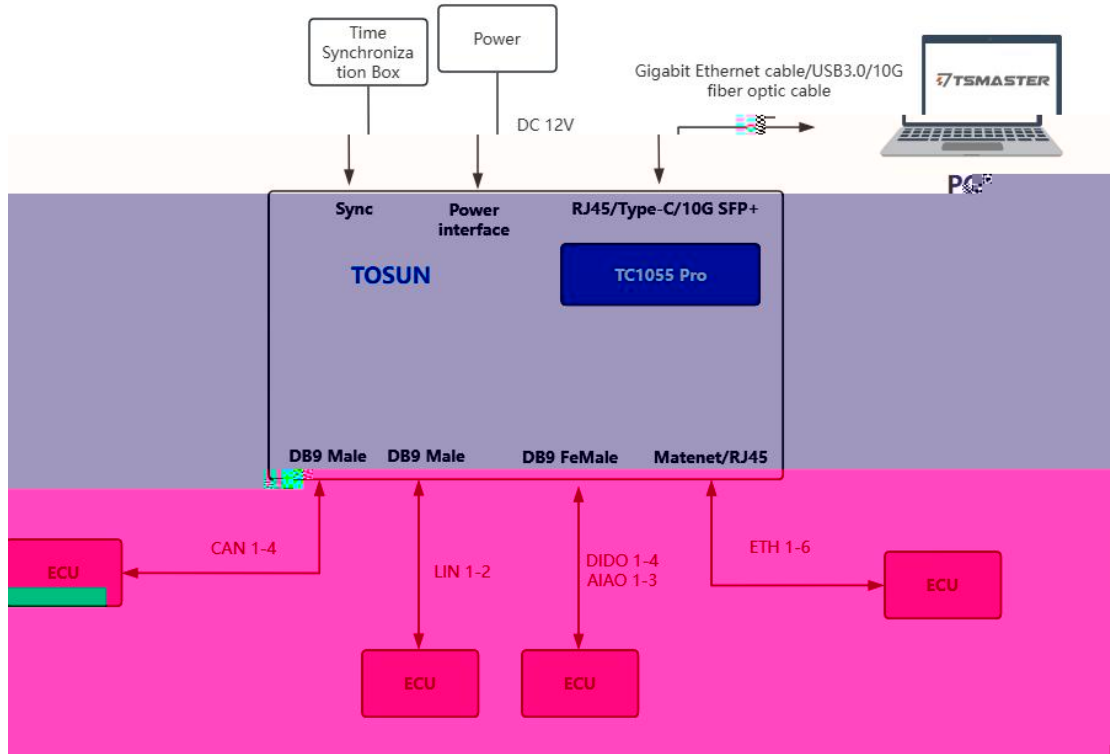 Time
Synchroniza
tion Box
Power
Gigabit Ethernet cable/USB3.0/10G
fiber optic cable
TSMASTER
DC 12V
Sync
Power
interface
RJ45/Type-C/10G SFP+
TOSUN
TC1055 Pro
DB9 Male
DB9 Male
DB9 FeMale
Matenet/RJ45
CAN 1-4
LIN 1-2
DIDO 1-4
AIAO 1-3
ETH 1-6
ECU
ECU
ECU
ECU